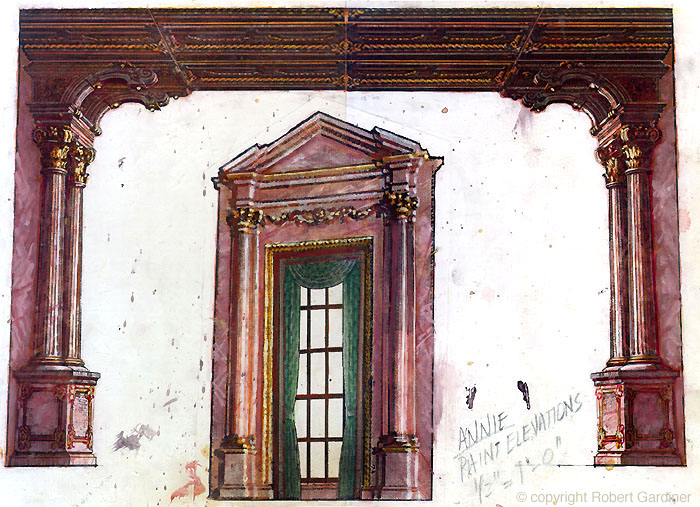 ANNIE
PAINT ELEVATIONS
1/2" = 1'-0"
© copyright Robert Gardiner